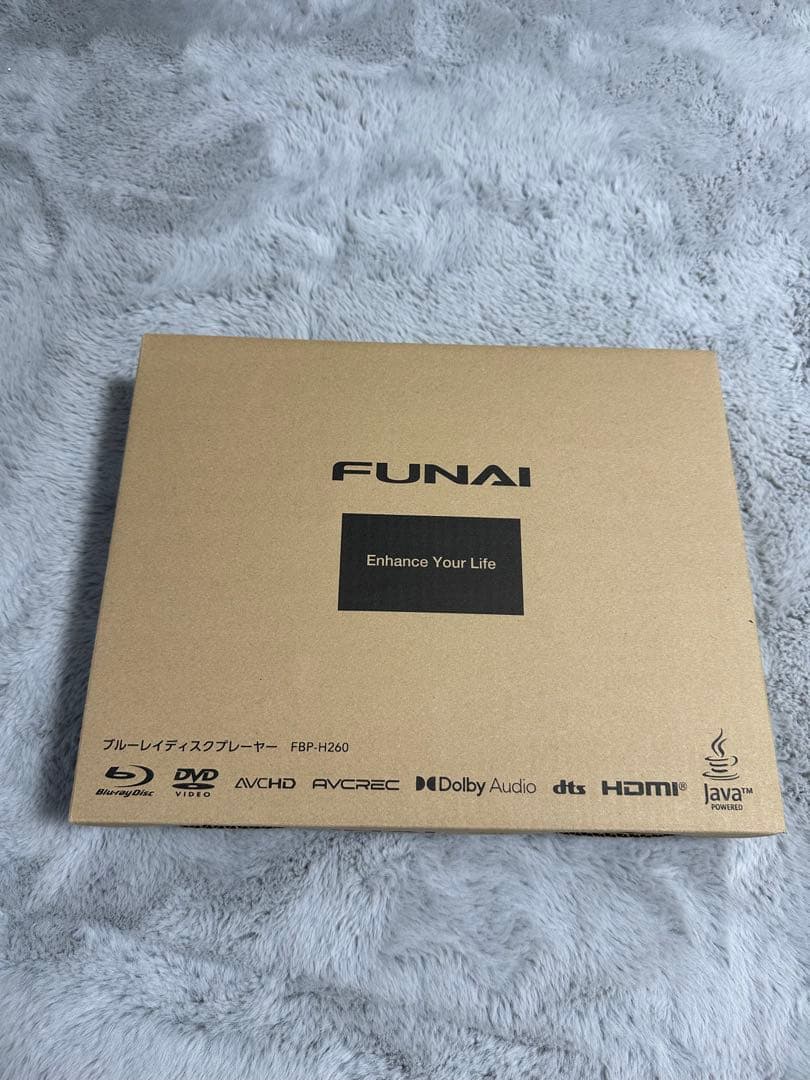 FUNAI
Enhance Your Life
ブルーレイディスクプレーヤー FBP-H260
Blu-ray Disc DVD VIDEO AVCHD AVCREC Dolby Audio dts HDMI® Java™ POWERED